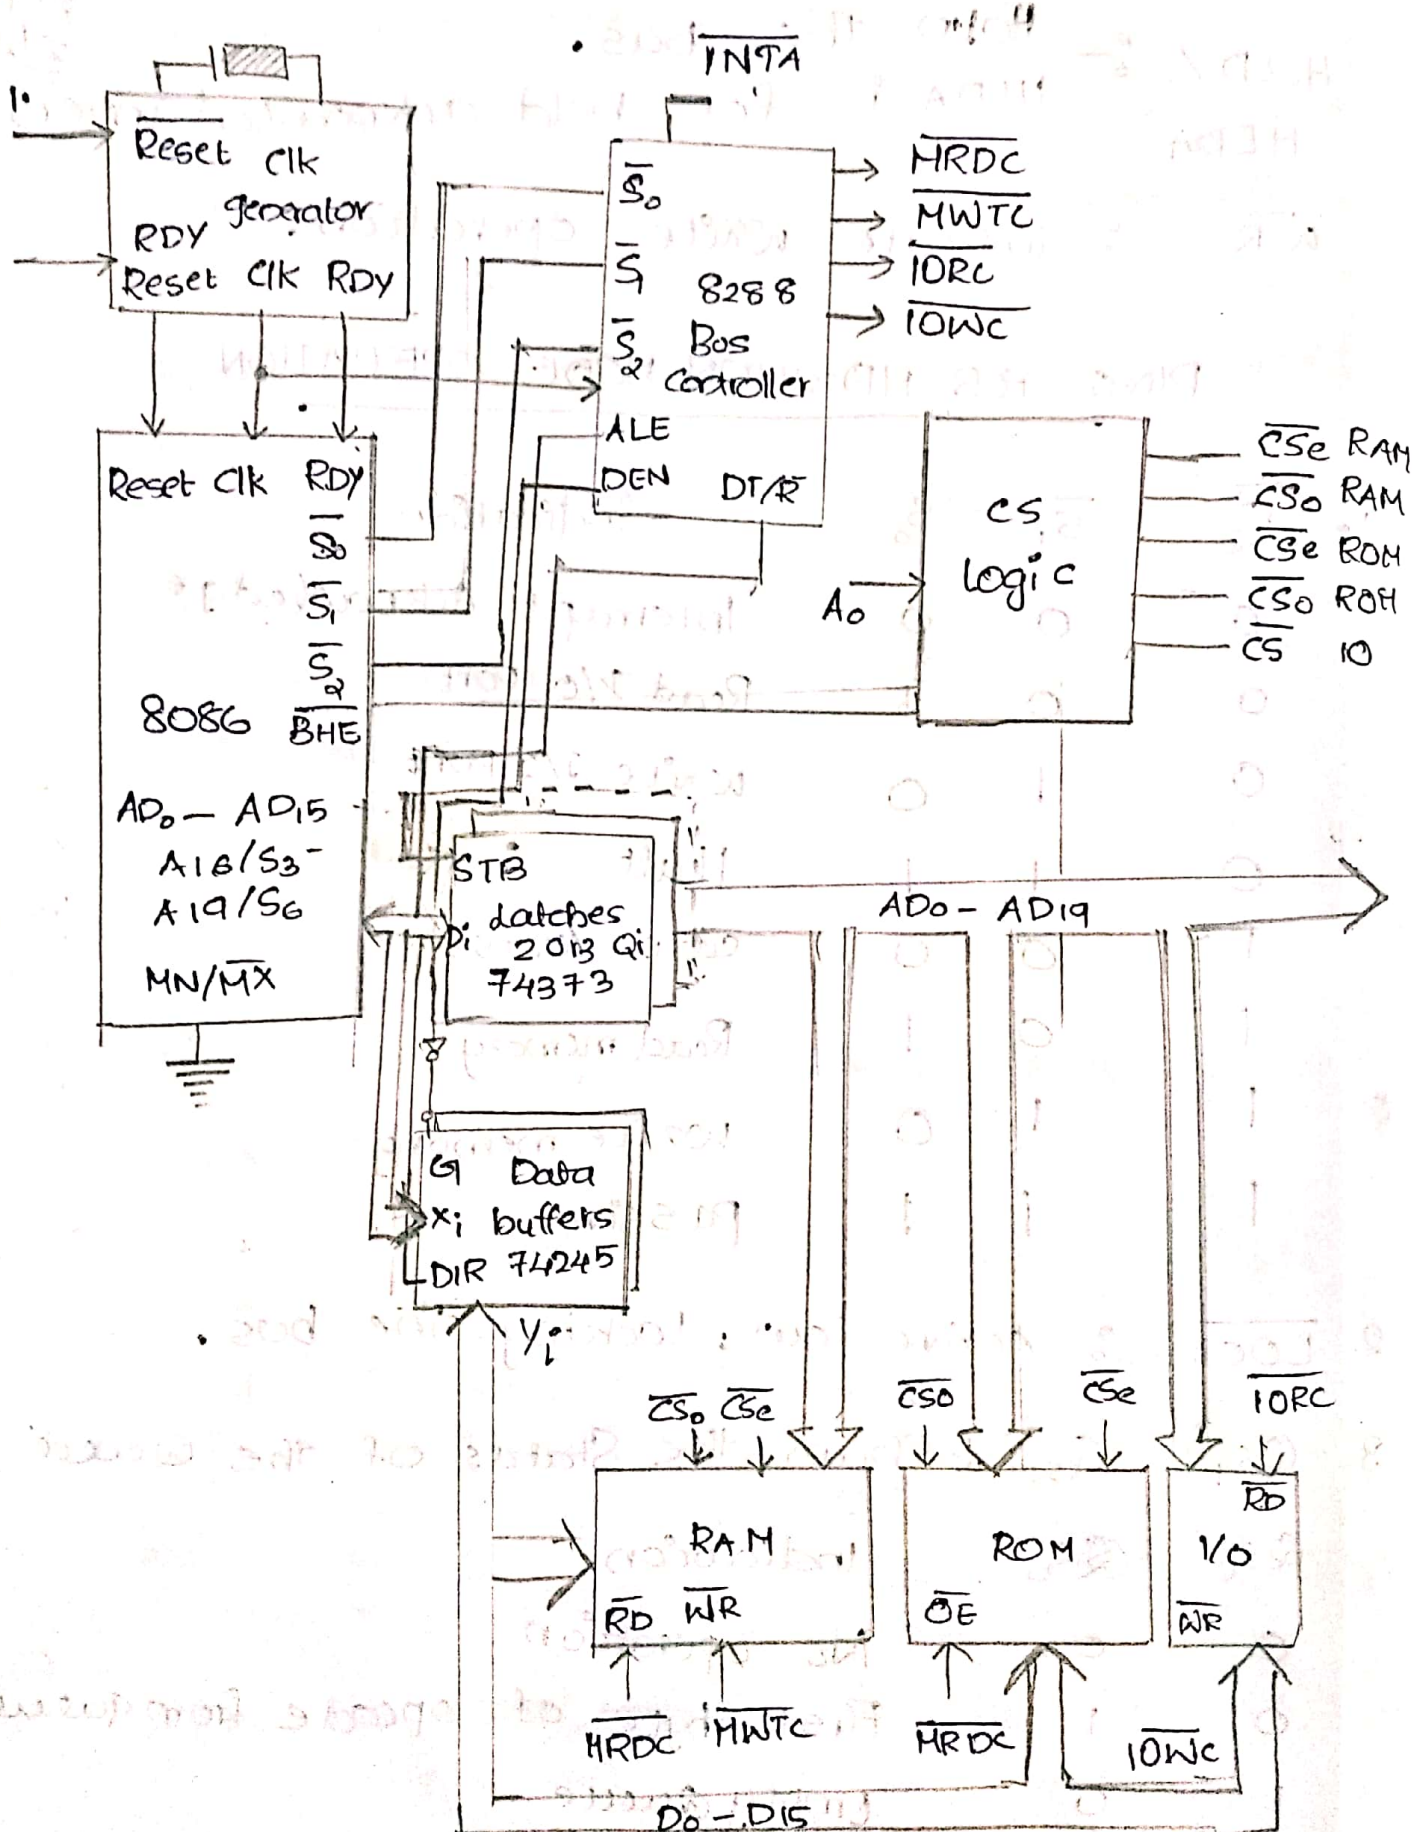 INTA
Reset Clk
generator
RDY
Reset Clk RDY
S0
S1
8288
S2 Bus
Controller
ALE
DEN DT/R
MRDC
MWTC
IORC
IOWC
Reset Clk RDY
S0
S1
S2
8086 BHE
AD0 - AD15
A16/S3 -
A19/S6
MN/MX
A0
CS
Logic
CSe RAM
CSo RAM
CSe ROM
CSo ROM
CS IO
STB
Di Latches
2 or 3 Qi
74373
AD0 - AD19
G Data
Xi buffers
DIR 74245
Yi
CSo CSe
CSO CSe
IORC
RAM
RD WR
ROM
OE
RD
I/O
WR
MRDC MWTC
MRDC
IOWC
D0 - D15